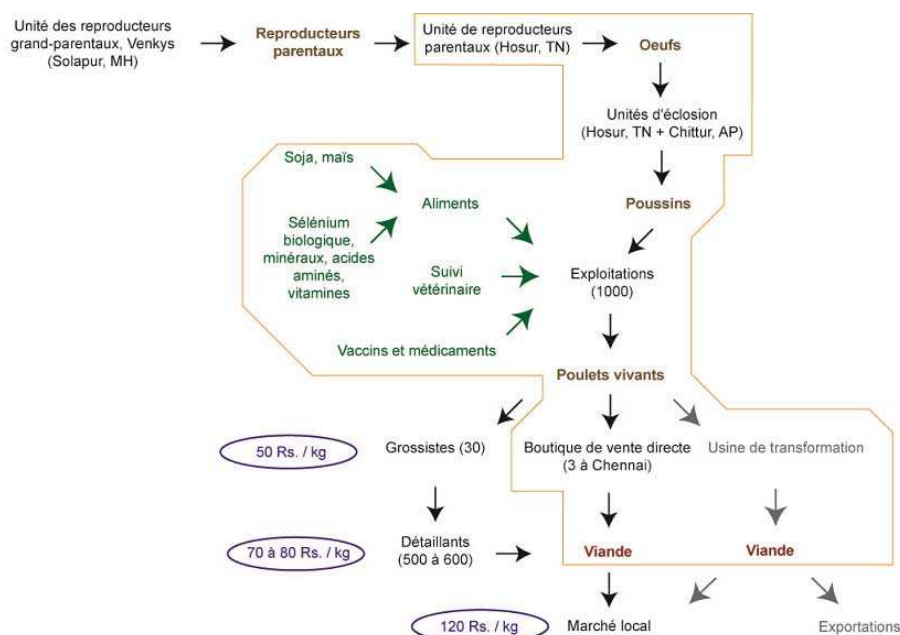 Unité des reproducteurs
grand-parentaux, Venkys
(Solapur, MH)
Reproducteurs
parentaux
Unité de reproducteurs
parentaux (Hosur, TN)
Oeufs
Unités d'éclosion
(Hosur, TN + Chittur, AP)
Soja, maïs
Aliments
Poussins
Sélénium
biologique,
minéraux, acides
aminés,
vitamines
Suivi
vétérinaire
Exploitations
(1000)
Vaccins et médicaments
Poulets vivants
50 Rs. / kg
Grossistes (30)
Boutique de vente directe
(3 à Chennai)
Usine de transformation
70 à 80 Rs. / kg
Détaillants
(500 à 600)
Viande
Viande
120 Rs. / kg
Marché local
Exportations